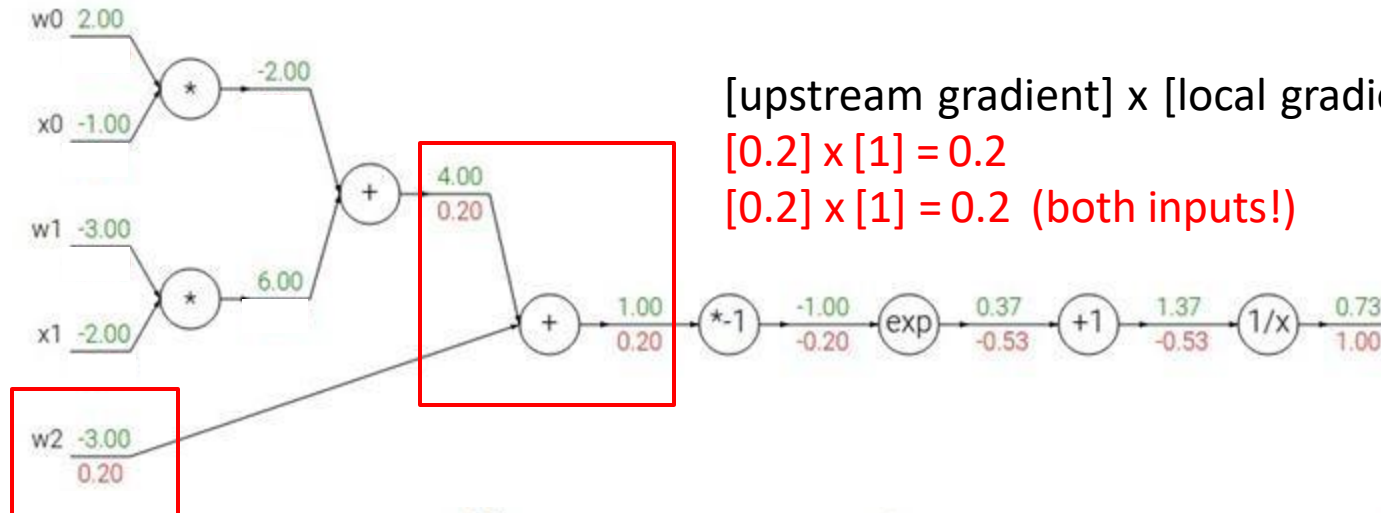 w0 2.00
-2.00
*
x0 -1.00
[upstream gradient] x [local
[0.2] x [1] = 0.2
[0.2] x [1] = 0.2 (both inputs!)
4.00
+
0.20
w1 -3.00
6.00
*
x1 -2.00
1.00 -1.00 0.37 1.37 0.73
+ *-1 exp +1 1/x
0.20 -0.20 -0.53 -0.53 1.00
w2 -3.00
0.20